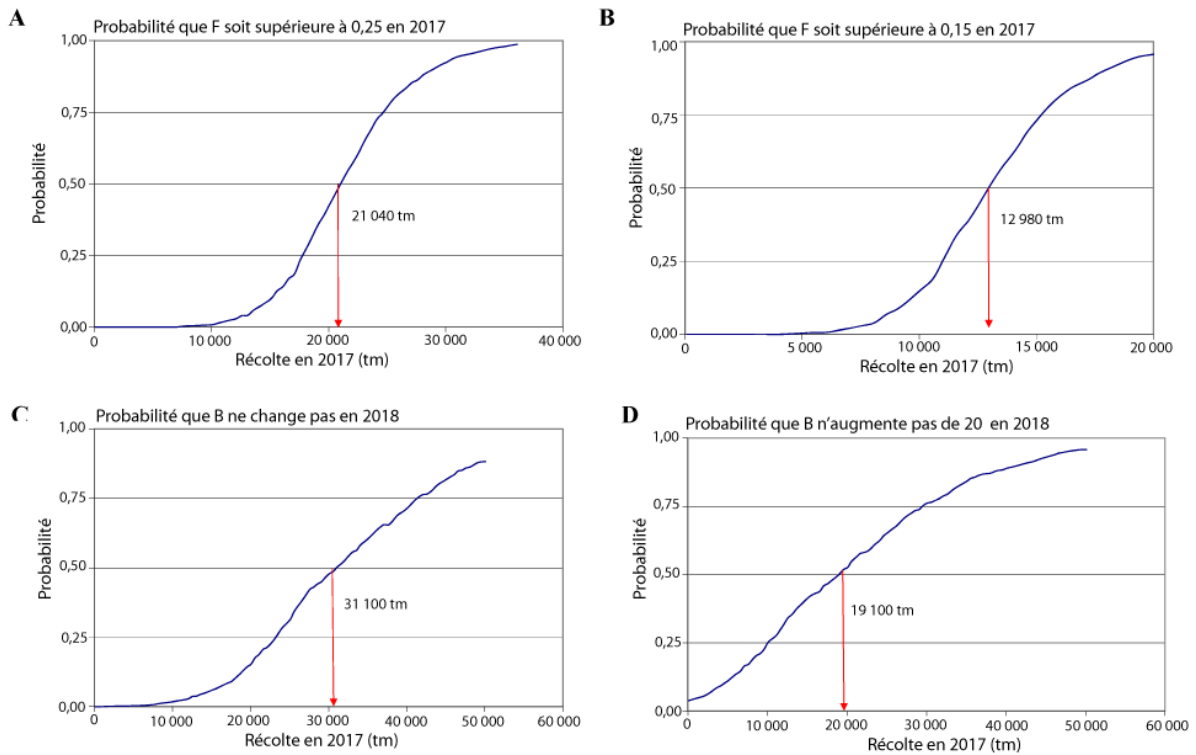 A
Probabilité que F soit supérieure à 0,25 en 2017
1,00
0,75
0,50
0,25
0,00
Probabilité
21 040 tm
0
10 000
20 000
30 000
40 000
Récolte en 2017 (tm)
B
Probabilité que F soit supérieure à 0,15 en 2017
1,00
0,75
0,50
0,25
0,00
Probabilité
12 980 tm
0
5 000
10 000
15 000
20 000
Récolte en 2017 (tm)
C
Probabilité que B ne change pas en 2018
1,00
0,75
0,50
0,25
0,00
Probabilité
31 100 tm
0
10 000
20 000
30 000
40 000
50 000
60 000
Récolte en 2017 (tm)
D
Probabilité que B n'augmente pas de 20 en 2018
1,00
0,75
0,50
0,25
0,00
Probabilité
19 100 tm
0
10 000
20 000
30 000
40 000
50 000
60 000
Récolte en 2017 (tm)